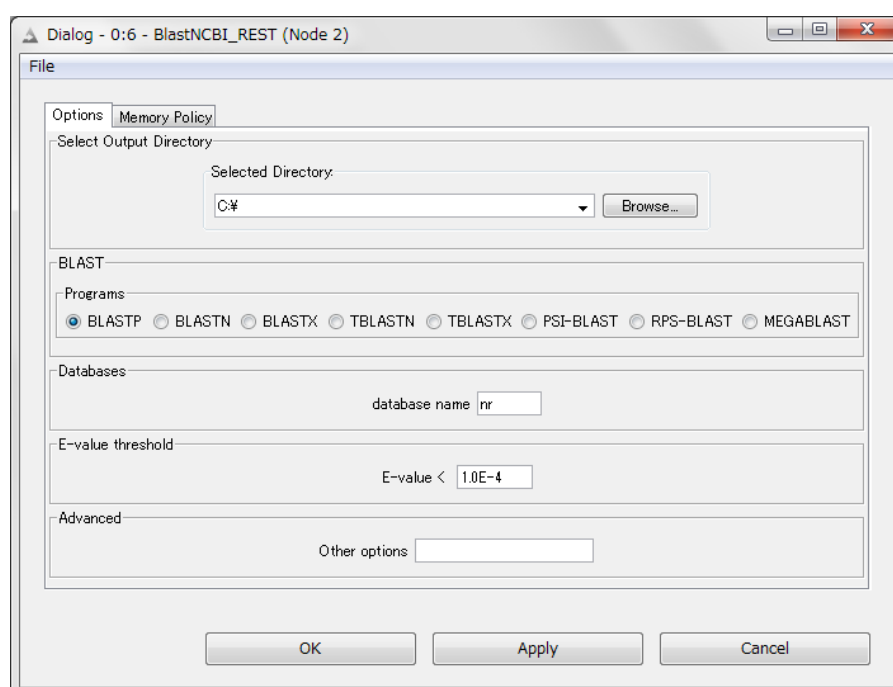 Dialog - 0:6 - BlastNCBI_REST (Node 2)
File
Options Memory Policy
Select Output Directory
Selected Directory:
C:¥ Browse...
BLAST
Programs
BLASTP BLASTN BLASTX TBLASTN TBLASTX PSI-BLAST RPS-BLAST MEGABLAST
Databases
database name nr
E-value threshold
E-value < 1.0E-4
Advanced
Other options
OK Apply Cancel